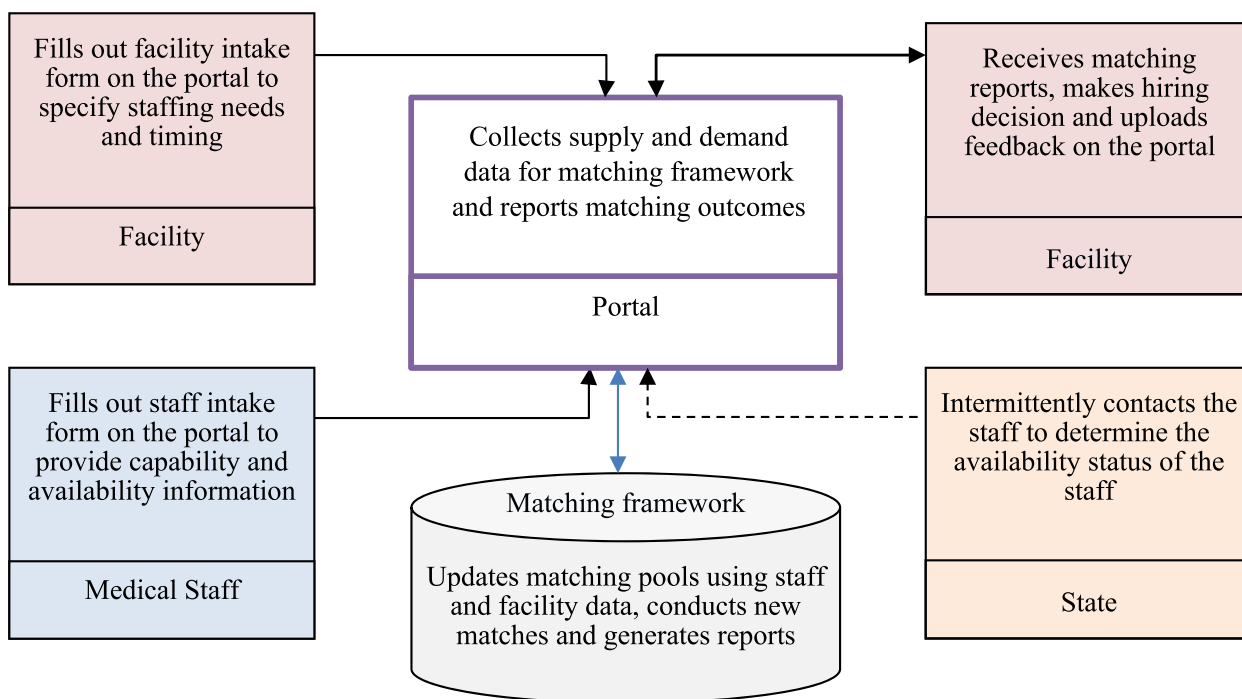 Fills out facility intake
form on the portal to
specify staffing needs
and timing
Facility
Collects supply and demand
data for matching framework
and reports matching outcomes
Portal
Receives matching
reports, makes hiring
decision and uploads
feedback on the portal
Facility
Fills out staff intake
form on the portal to
provide capability and
availability information
Medical Staff
Matching framework
Updates matching pools using staff
and facility data, conducts new
matches and generates reports
Intermittently contacts the
staff to determine the
availability status of the
staff
State